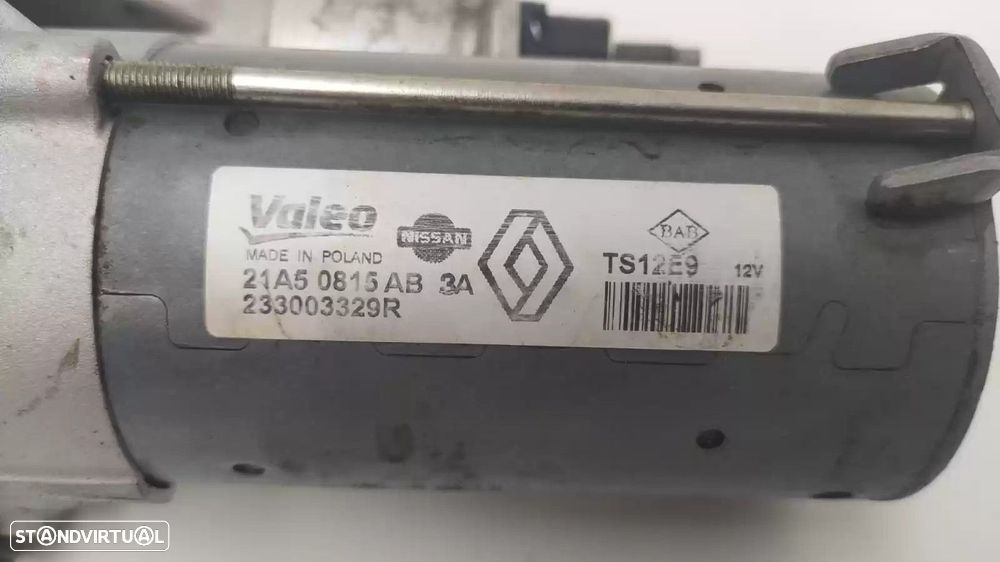 Valeo
NISSAN
BAB
MADE IN POLAND
TS12E9 12V
21A5 0815 AB 3A
233003329R
STANDVIRTUAL